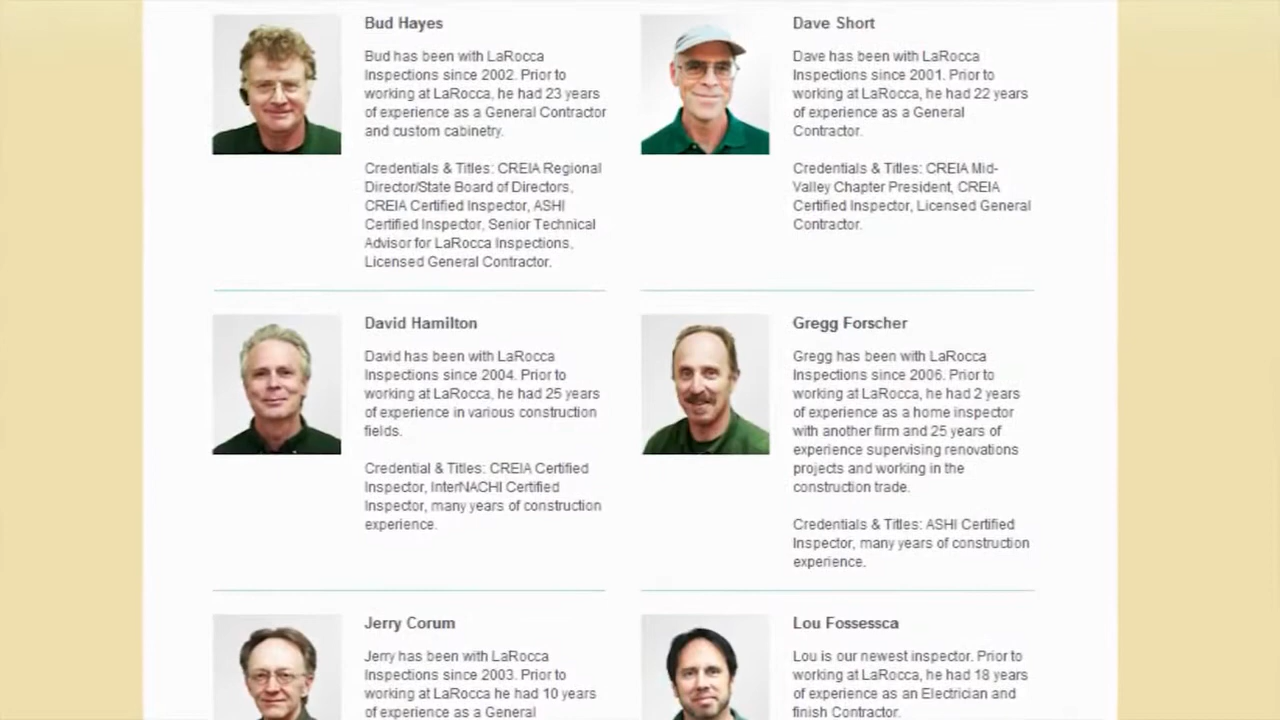 Bud Hayes
Bud has been with LaRocca
Inspections since 2002. Prior to
working at LaRocca, he had 23 years
of experience as a General Contractor
and custom cabinetry.
Credentials & Titles: CREIA Regional
Director/State Board of Directors,
CREIA Certified Inspector, ASHI
Certified Inspector, Senior Technical
Advisor for LaRocca Inspections,
Licensed General Contractor.
Dave Short
Dave has been with LaRocca
Inspections since 2001. Prior to
working at LaRocca, he had 22 years
of experience as a General
Contractor.
Credentials & Titles: CREIA Mid-
Valley Chapter President, CREIA
Certified Inspector, Licensed General
Contractor.
David Hamilton
David has been with LaRocca
Inspections since 2004. Prior to
working at LaRocca, he had 25 years
of experience in various construction
fields.
Credential & Titles: CREIA Certified
Inspector, InterNACHI Certified
Inspector, many years of construction
experience.
Gregg Forscher
Gregg has been with LaRocca
Inspections since 2006. Prior to
working at LaRocca, he had 2 years
of experience as a home inspector
with another firm and 25 years of
experience supervising renovations
projects and working in the
construction trade.
Credentials & Titles: ASHI Certified
Inspector, many years of construction
experience.
Jerry Corum
Jerry has been with LaRocca
Inspections since 2003. Prior to
working at LaRocca he had 10 years
of experience as a General
Lou Fossessca
Lou is our newest inspector. Prior to
working at LaRocca, he had 18 years
of experience as an Electrician and
finish Contractor.